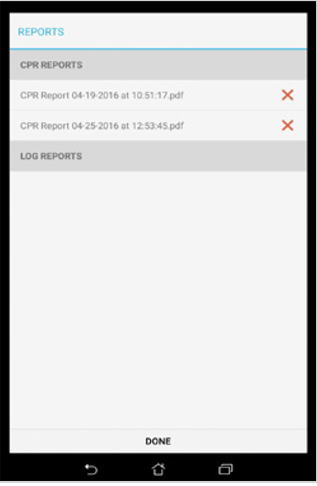 REPORTS
CPR REPORTS
CPR Report 04-19-2016 at 10:51:17.pdf
CPR Report 04-25-2016 at 12:53:45.pdf
LOG REPORTS
DONE